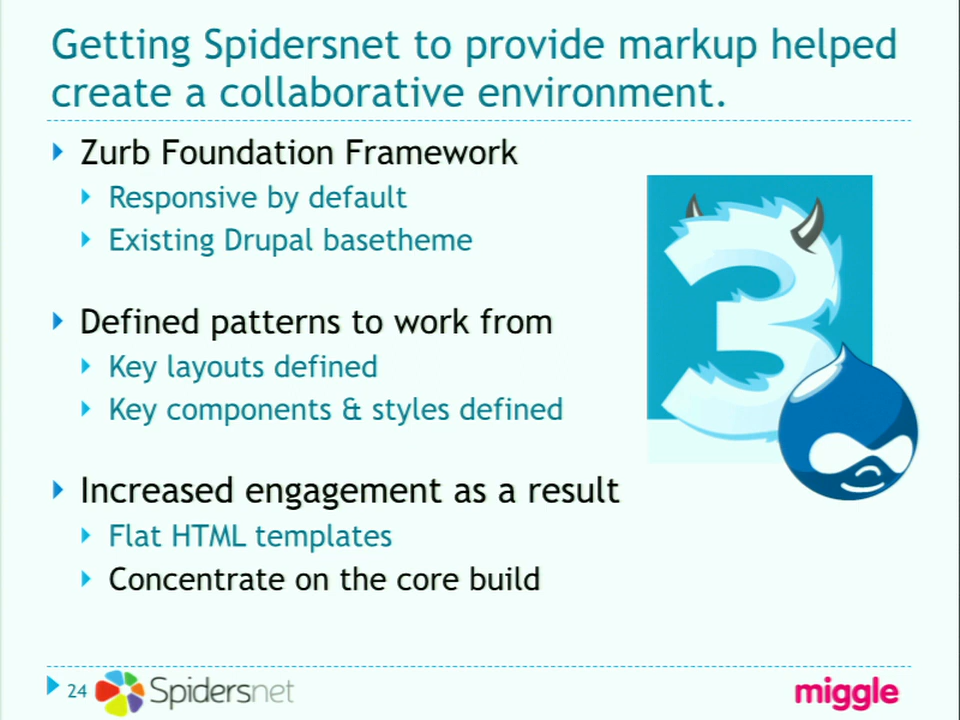 Getting Spidersnet to provide markup helped
create a collaborative environment.
Zurb Foundation Framework
Responsive by default
Existing Drupal basetheme
3
Defined patterns to work from
Key layouts defined
Key components & styles defined
Increased engagement as a result
Flat HTML templates
Concentrate on the core build
24 Spidersnet
miggle